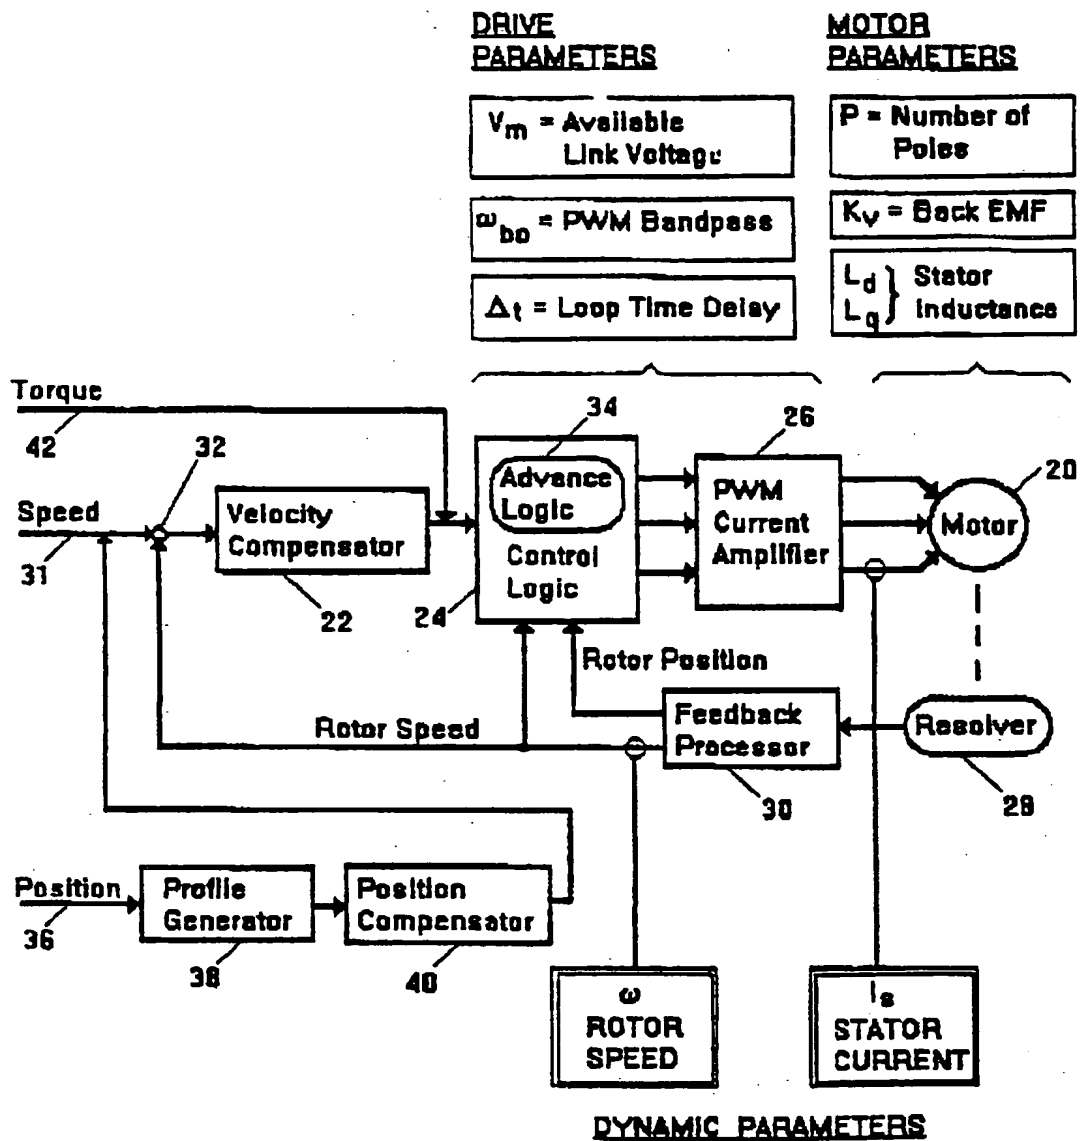 DRIVE
PARAMETERS
MOTOR
PARAMETERS
Vm = Available
Link Voltage
P = Number of
Poles
ωbo = PWM Bandpass
Kv = Back EMF
Δt = Loop Time Delay
Ld } Stator
Lq } Inductance
Torque
42
32
34
26
20
Advance
Logic
PWM
Current
Amplifier
Motor
Speed
31
Velocity
Compensator
Control
Logic
22
24
Rotor Position
Rotor Speed
Feedback
Processor
Resolver
30
28
Position
36
Profile
Generator
Position
Compensator
38
40
ω
ROTOR
SPEED
Is
STATOR
CURRENT
DYNAMIC PARAMETERS